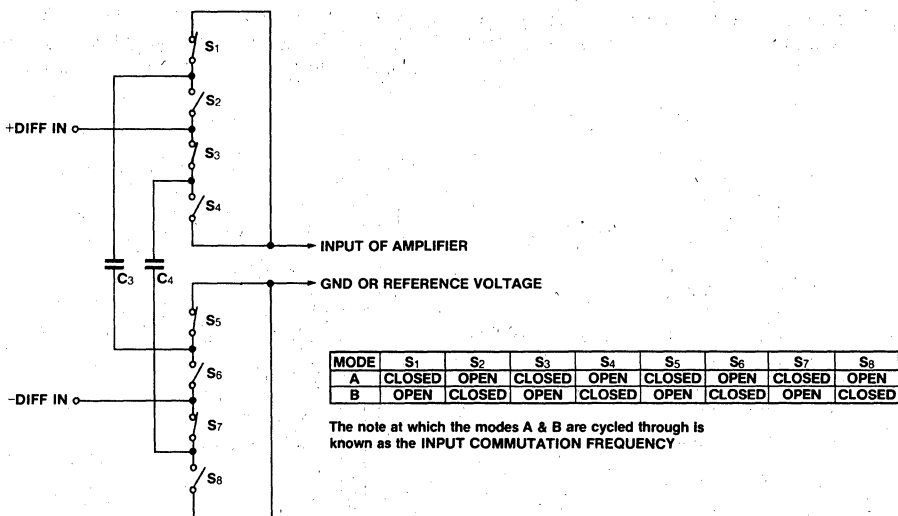 S1
S2
+DIFF IN
S3
S4
INPUT OF AMPLIFIER
C3
C4
GND OR REFERENCE VOLTAGE
S5
S6
-DIFF IN
S7
S8
MODE S1 S2 S3 S4 S5 S6 S7 S8
A CLOSED OPEN CLOSED OPEN CLOSED OPEN CLOSED OPEN
B OPEN CLOSED OPEN CLOSED OPEN CLOSED OPEN CLOSED
The note at which the modes A & B are cycled through is
known as the INPUT COMMUTATION FREQUENCY